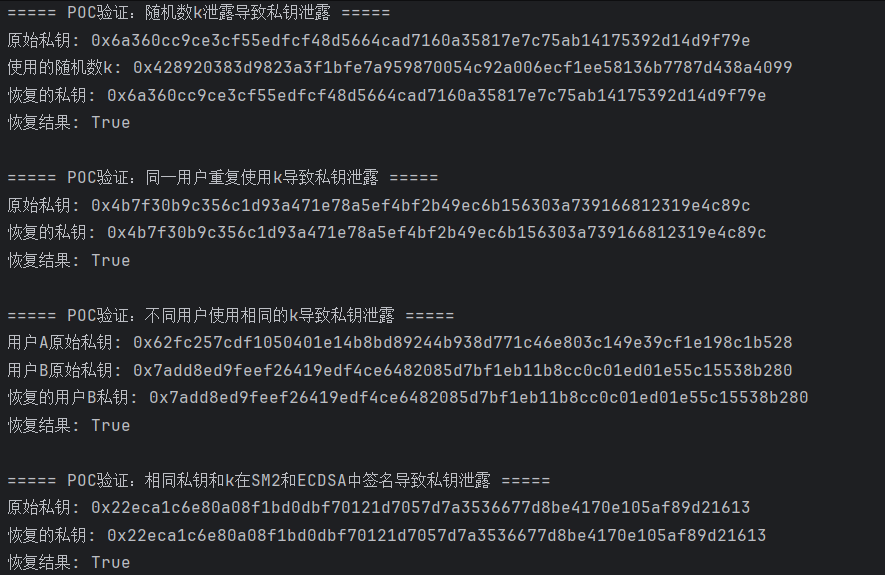 ===== POC验证：随机数k泄露导致私钥泄露 =====
原始私钥: 0x6a360cc9ce3cf55edfcf48d5664cad7160a35817e7c75ab14175392d14d9f79e
使用的随机数k: 0x428920383d9823a3f1bfe7a959870054c92a006ecf1ee58136b7787d438a4099
恢复的私钥: 0x6a360cc9ce3cf55edfcf48d5664cad7160a35817e7c75ab14175392d14d9f79e
恢复结果: True
===== POC验证：同一用户重复使用k导致私钥泄露 =====
原始私钥: 0x4b7f30b9c356c1d93a471e78a5ef4bf2b49ec6b156303a739166812319e4c89c
恢复的私钥: 0x4b7f30b9c356c1d93a471e78a5ef4bf2b49ec6b156303a739166812319e4c89c
恢复结果: True
===== POC验证：不同用户使用相同的k导致私钥泄露 =====
用户A原始私钥: 0x62fc257cdf1050401e14b8bd89244b938d771c46e803c149e39cf1e198c1b528
用户B原始私钥: 0x7add8ed9feef26419edf4ce6482085d7bf1eb11b8cc0c01ed01e55c15538b280
恢复的用户B私钥: 0x7add8ed9feef26419edf4ce6482085d7bf1eb11b8cc0c01ed01e55c15538b280
恢复结果: True
===== POC验证：相同私钥和k在SM2和ECDSA中签名导致私钥泄露 =====
原始私钥: 0x22eca1c6e80a08f1bd0dbf70121d7057d7a3536677d8be4170e105af89d21613
恢复的私钥: 0x22eca1c6e80a08f1bd0dbf70121d7057d7a3536677d8be4170e105af89d21613
恢复结果: True